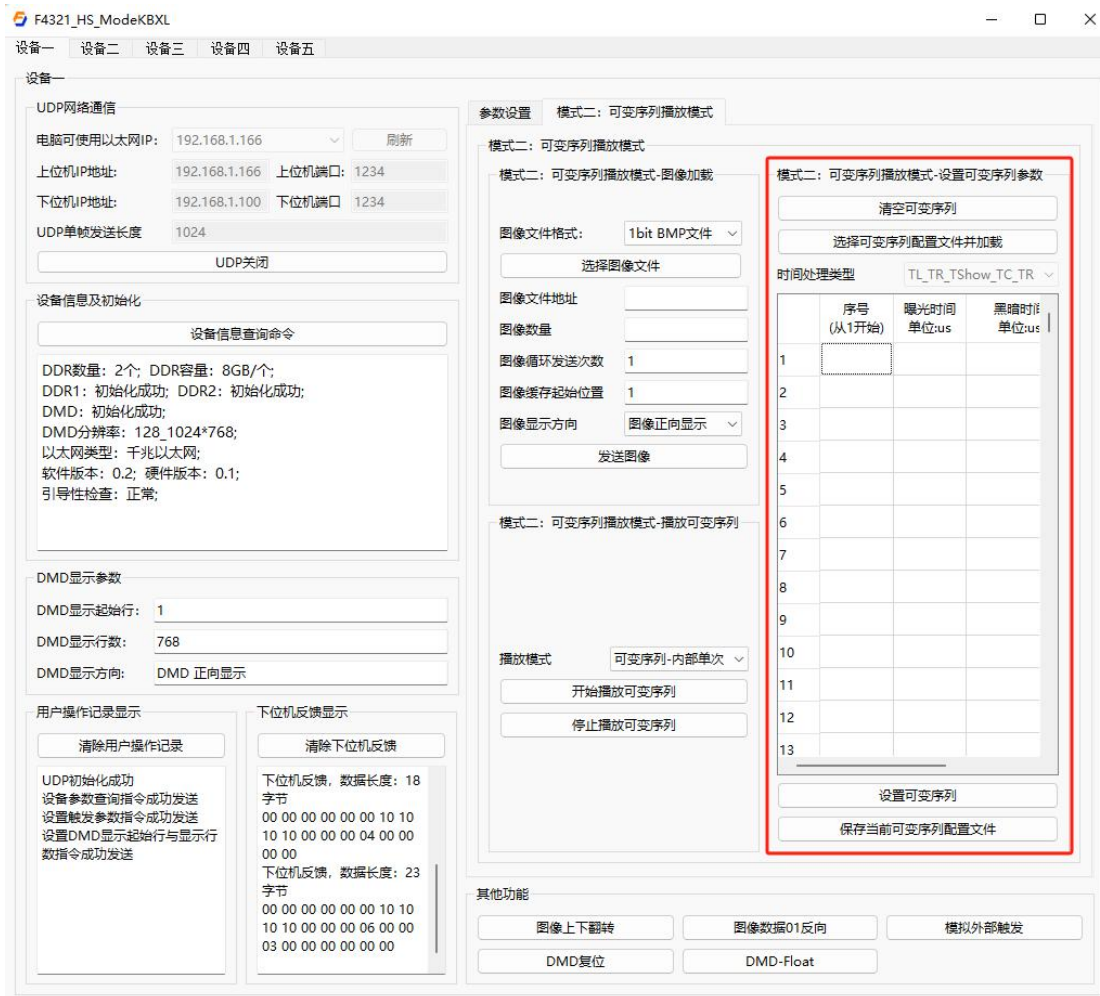 F4321_HS_ModeKBXL
设备一 设备二 设备三 设备四 设备五
设备一
UDP网络通信
电脑可使用以太网IP: 192.168.1.166 刷新
上位机IP地址: 192.168.1.166 上位机端口: 1234
下位机IP地址: 192.168.1.100 下位机端口 1234
UDP单帧发送长度 1024
UDP关闭
设备信息及初始化
设备信息查询命令
DDR数量: 2个; DDR容量: 8GB/个;
DDR1: 初始化成功; DDR2: 初始化成功;
DMD: 初始化成功;
DMD分辨率: 128_1024*768;
以太网类型: 千兆以太网;
软件版本: 0.2; 硬件版本: 0.1;
引导性检查: 正常;
DMD显示参数
DMD显示起始行: 1
DMD显示行数: 768
DMD显示方向: DMD 正向显示
用户操作记录显示
清除用户操作记录
UDP初始化成功
设备参数查询指令成功发送
设置触发参数指令成功发送
设置DMD显示起始行与显示行
数指令成功发送
下位机反馈显示
清除下位机反馈
下位机反馈, 数据长度: 18
字节
00 00 00 00 00 00 10 10
10 10 00 00 00 04 00 00
00 00
下位机反馈, 数据长度: 23
字节
00 00 00 00 00 00 10 10
10 10 00 00 00 06 00 00
03 00 00 00 00 00 00
参数设置 模式二: 可变序列播放模式
模式二: 可变序列播放模式
模式二: 可变序列播放模式-图像加载
图像文件格式: 1bit BMP文件
选择图像文件
图像文件地址
图像数量
图像循环发送次数 1
图像缓存起始位置 1
图像显示方向 图像正向显示
发送图像
模式二: 可变序列播放模式-播放可变序列
播放模式 可变序列-内部单次
开始播放可变序列
停止播放可变序列
模式二: 可变序列播放模式-设置可变序列参数
清空可变序列
选择可变序列配置文件并加载
时间处理类型 TL_TR_TShow_TC_TR
序号 曝光时间 黑暗时
(从1开始) 单位:us 单位:us
1
2
3
4
5
6
7
8
9
10
11
12
13
设置可变序列
保存当前可变序列配置文件
其他功能
图像上下翻转 图像数据01反向 模拟外部触发
DMD复位 DMD-Float